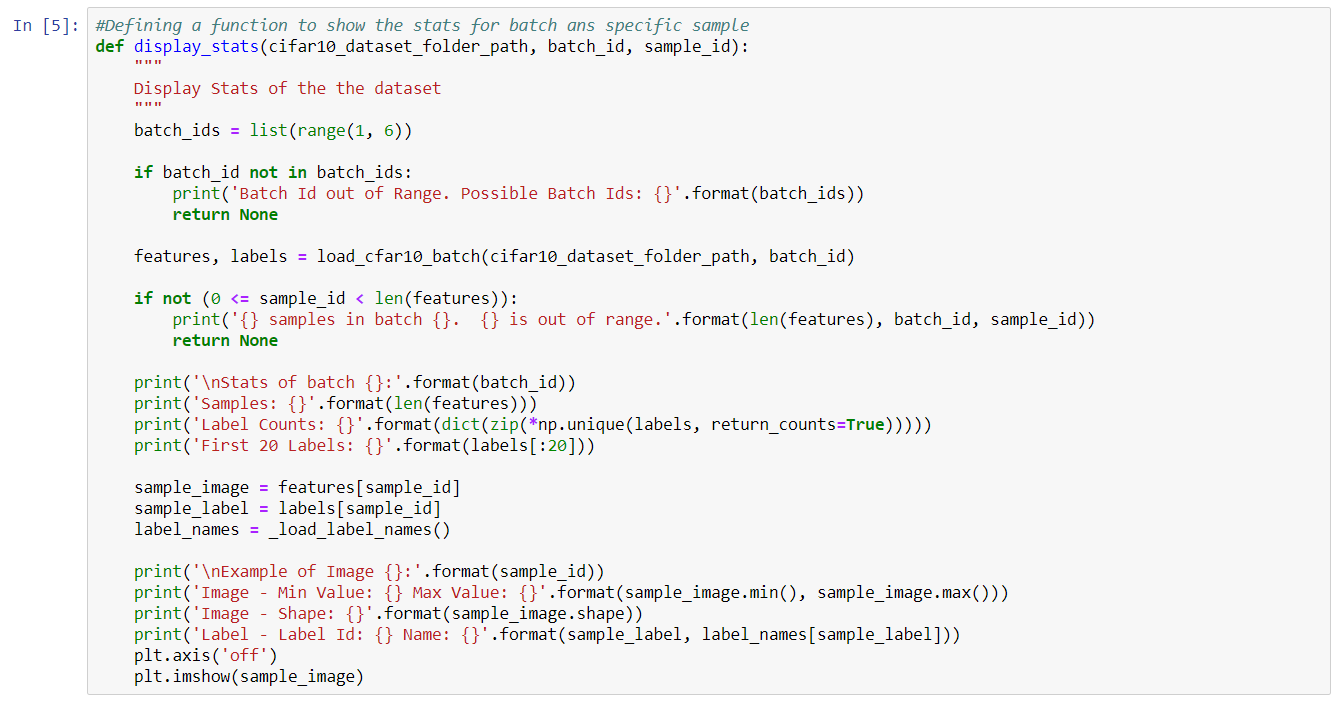 In [5]: #Defining a function to show the stats for batch ans specific sample
def display_stats(cifar10_dataset_folder_path, batch_id, sample_id):
    """
    Display Stats of the the dataset
    """
    batch_ids = list(range(1, 6))

    if batch_id not in batch_ids:
        print('Batch Id out of Range. Possible Batch Ids: {}'.format(batch_ids))
        return None

    features, labels = load_cfar10_batch(cifar10_dataset_folder_path, batch_id)

    if not (0 <= sample_id < len(features)):
        print('{} samples in batch {}.  {} is out of range.'.format(len(features), batch_id, sample_id))
        return None

    print('\nStats of batch {}:'.format(batch_id))
    print('Samples: {}'.format(len(features)))
    print('Label Counts: {}'.format(dict(zip(*np.unique(labels, return_counts=True)))))
    print('First 20 Labels: {}'.format(labels[:20]))

    sample_image = features[sample_id]
    sample_label = labels[sample_id]
    label_names = _load_label_names()

    print('\nExample of Image {}:'.format(sample_id))
    print('Image - Min Value: {} Max Value: {}'.format(sample_image.min(), sample_image.max()))
    print('Image - Shape: {}'.format(sample_image.shape))
    print('Label - Label Id: {} Name: {}'.format(sample_label, label_names[sample_label]))
    plt.axis('off')
    plt.imshow(sample_image)